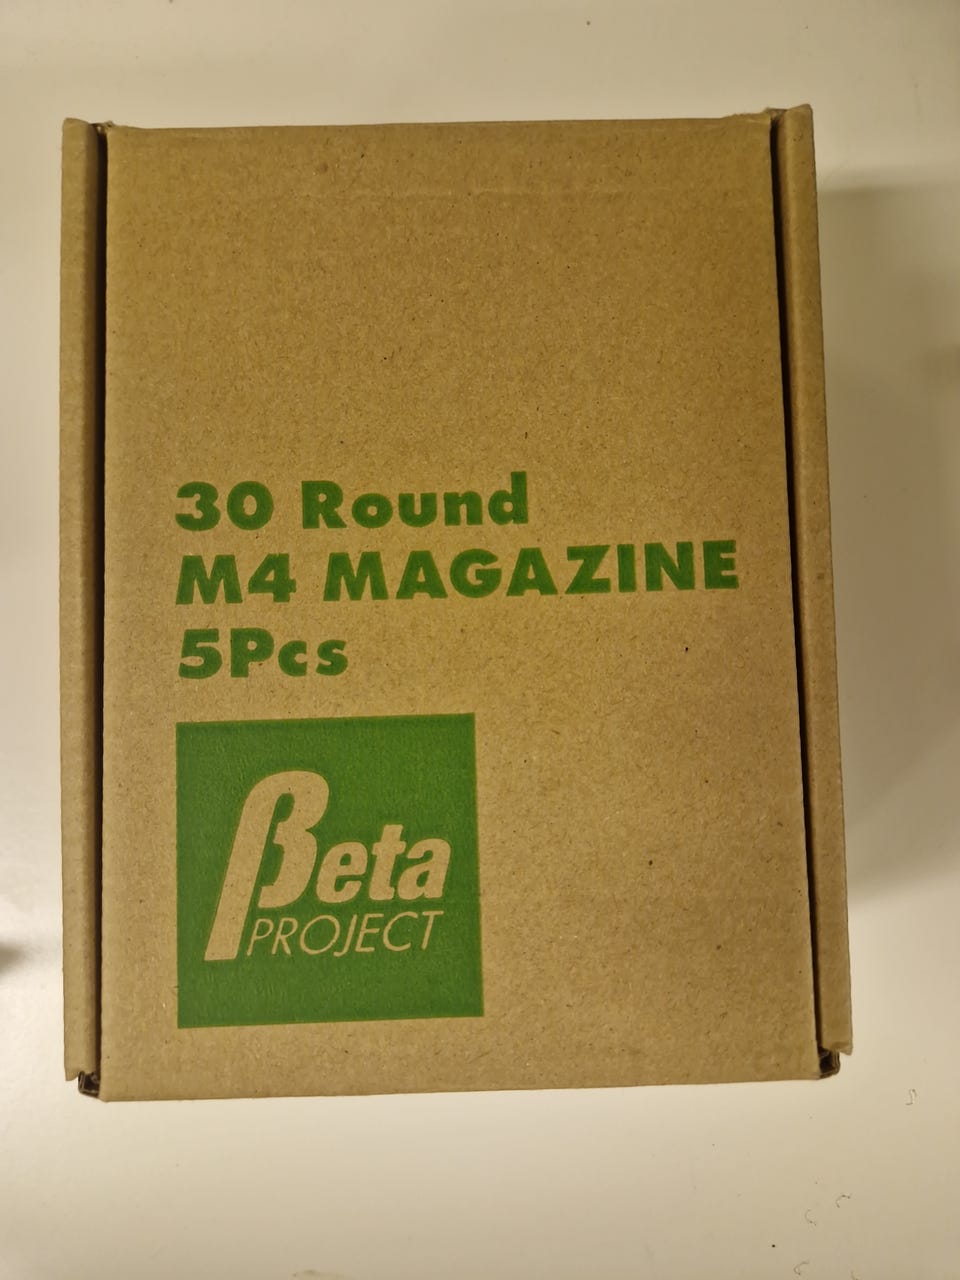 30 Round
M4 MAGAZINE
5Pcs
βeta
PROJECT